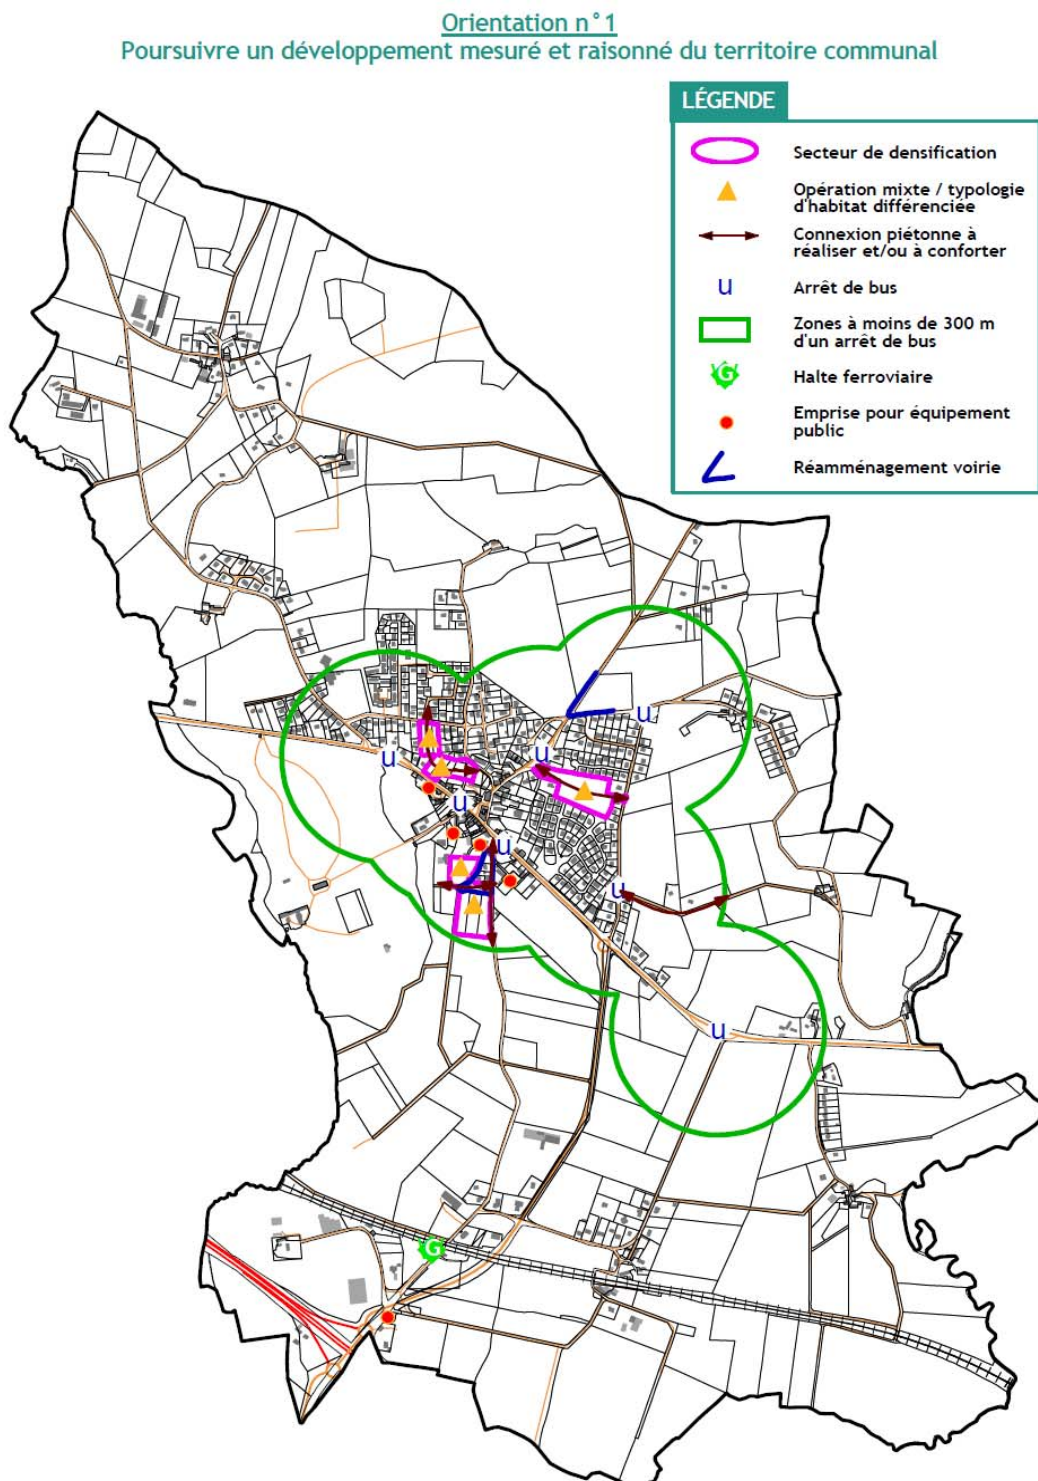 Orientation n°1
Poursuivre un développement mesuré et raisonné du territoire communal
LÉGENDE
Secteur de densification
Opération mixte / typologie
d'habitat différenciée
Connexion piétonne à
réaliser et/ou à conforter
u
Arrêt de bus
Zones à moins de 300 m
d'un arrêt de bus
G
Halte ferroviaire
Emprise pour équipement
public
Réamménagement voirie
u
u
u
u
u
u
u
G